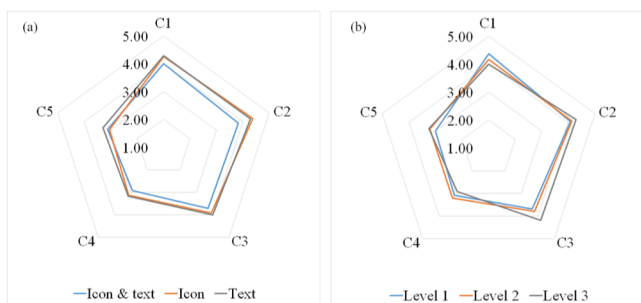 (a)
C1
5.00
4.00
3.00
2.00
1.00
C5
C2
C4
C3
Icon & text
Icon
Text
(b)
C1
5.00
4.00
3.00
2.00
1.00
C5
C2
C4
C3
Level 1
Level 2
Level 3